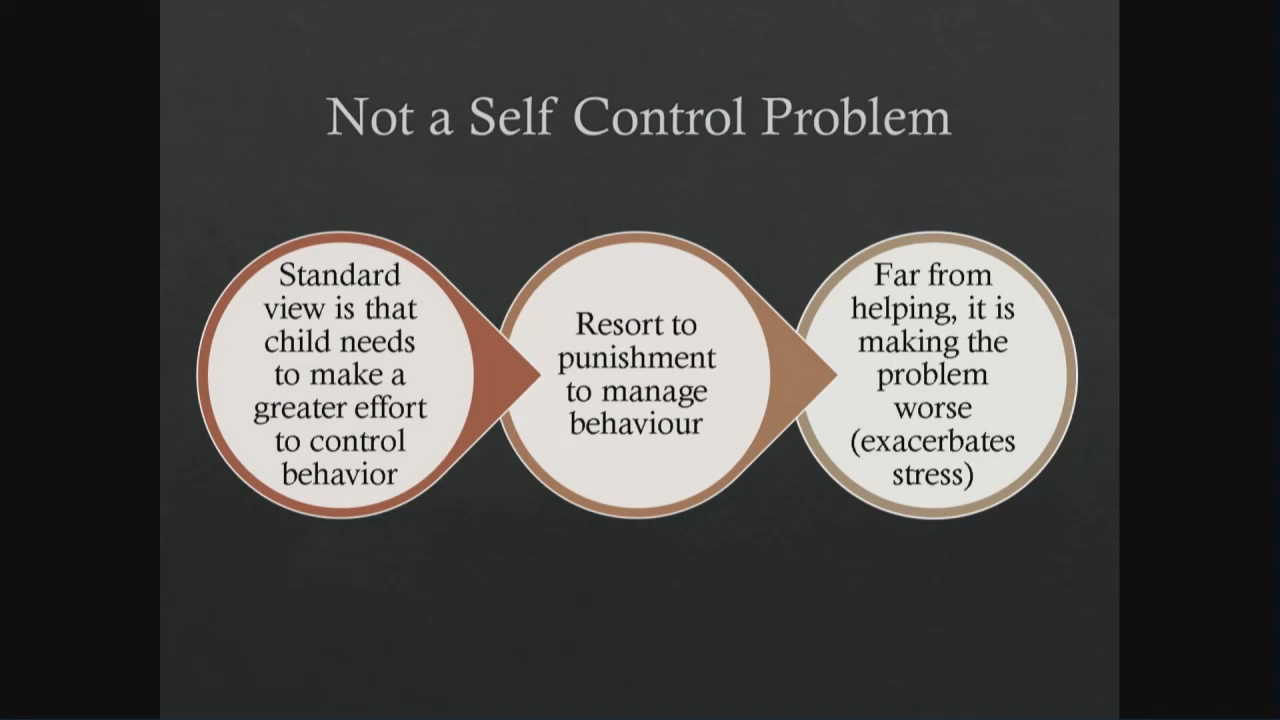 Not a Self Control Problem
Standard
view is that
child needs
to make a
greater effort
to control
behavior
Resort to
punishment
to manage
behaviour
Far from
helping, it is
making the
problem
worse
(exacerbates
stress)